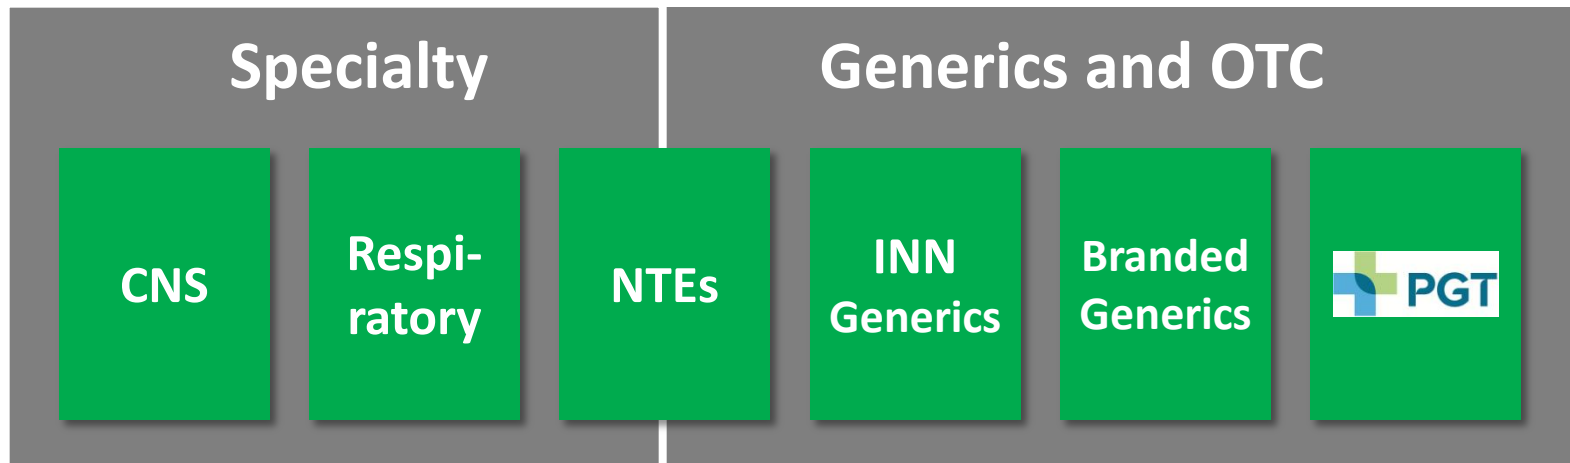 Specialty
Generics and OTC
CNS
Respi-
ratory
NTEs
INN
Generics
Branded
Generics
PGT